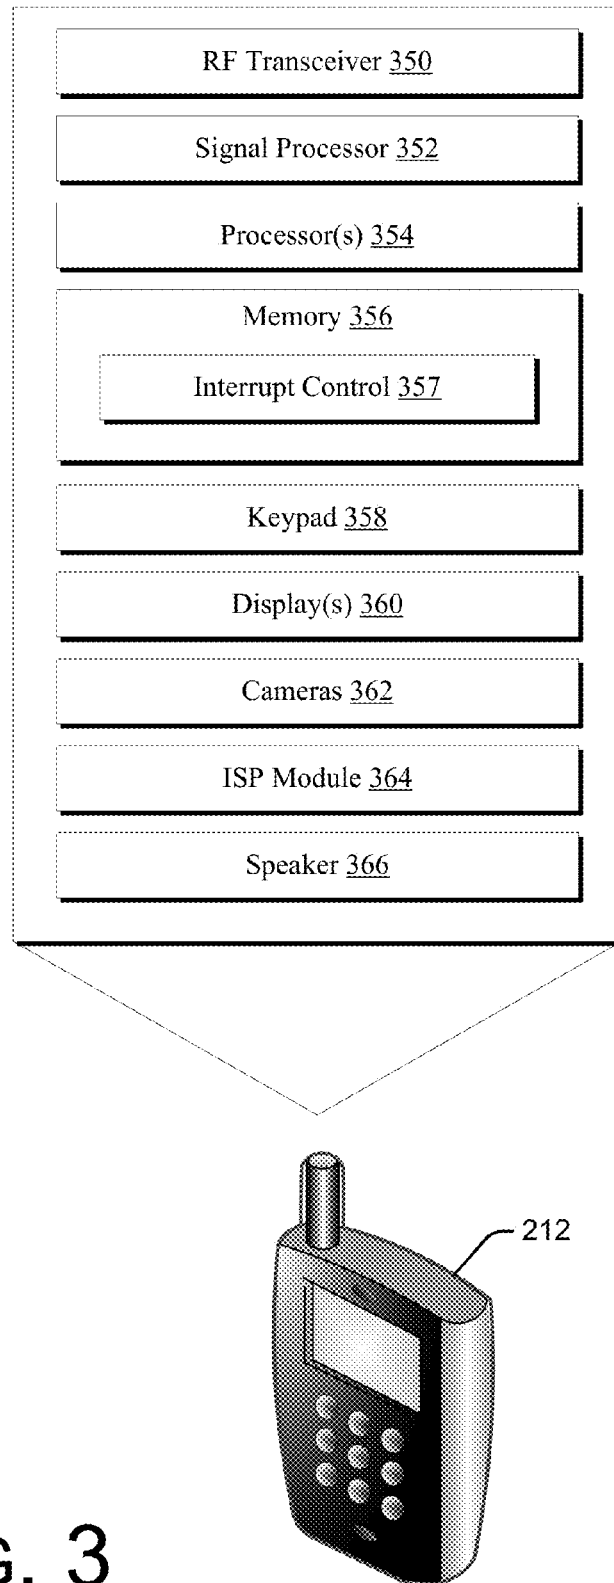 RF Transceiver 350
Signal Processor 352
Processor(s) 354
Memory 356
Interrupt Control 357
Keypad 358
Display(s) 360
Cameras 362
ISP Module 364
Speaker 366
212
G. 3